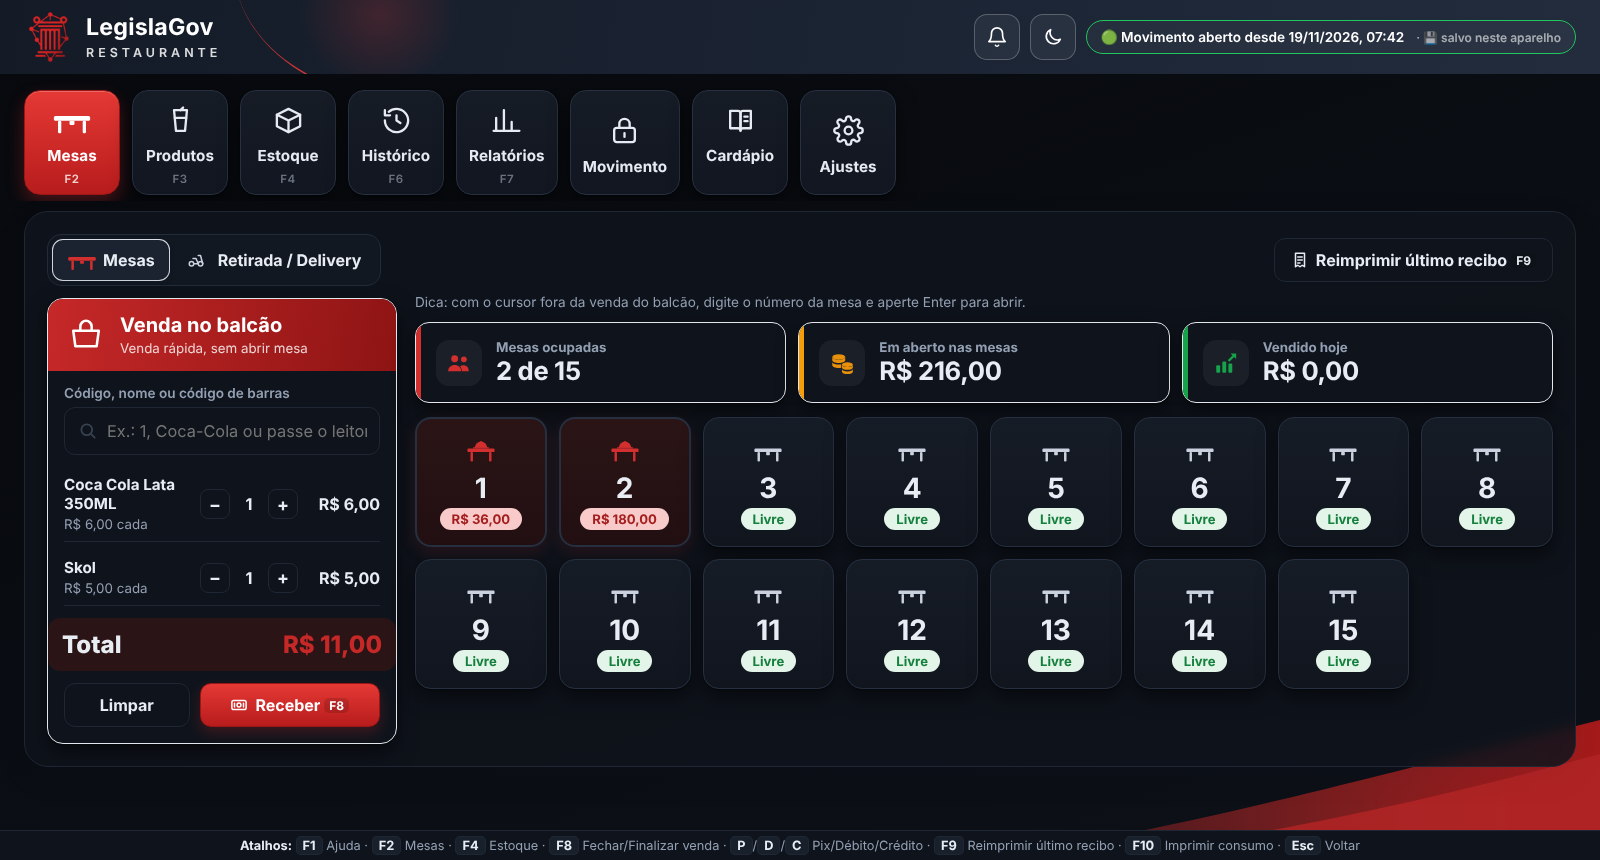 LegislaGov
RESTAURANTE
Movimento aberto desde 19/11/2026, 07:42 · salvo neste aparelho
Mesas
F2
Produtos
F3
Estoque
F4
Histórico
F6
Relatórios
F7
Movimento
Cardápio
Ajustes
Mesas
Retirada / Delivery
Reimprimir último recibo F9
Venda no balcão
Venda rápida, sem abrir mesa
Código, nome ou código de barras
Ex.: 1, Coca-Cola ou passe o leitor
Coca Cola Lata
350ML
R$ 6,00 cada
− 1 + R$ 6,00
Skol
R$ 5,00 cada
− 1 + R$ 5,00
Total R$ 11,00
Limpar
Receber F8
Dica: com o cursor fora da venda do balcão, digite o número da mesa e aperte Enter para abrir.
Mesas ocupadas
2 de 15
Em aberto nas mesas
R$ 216,00
Vendido hoje
R$ 0,00
1
R$ 36,00
2
R$ 180,00
3
Livre
4
Livre
5
Livre
6
Livre
7
Livre
8
Livre
9
Livre
10
Livre
11
Livre
12
Livre
13
Livre
14
Livre
15
Livre
Atalhos: F1 Ajuda · F2 Mesas · F4 Estoque · F8 Fechar/Finalizar venda · P / D / C Pix/Débito/Crédito · F9 Reimprimir último recibo · F10 Imprimir consumo · Esc Voltar